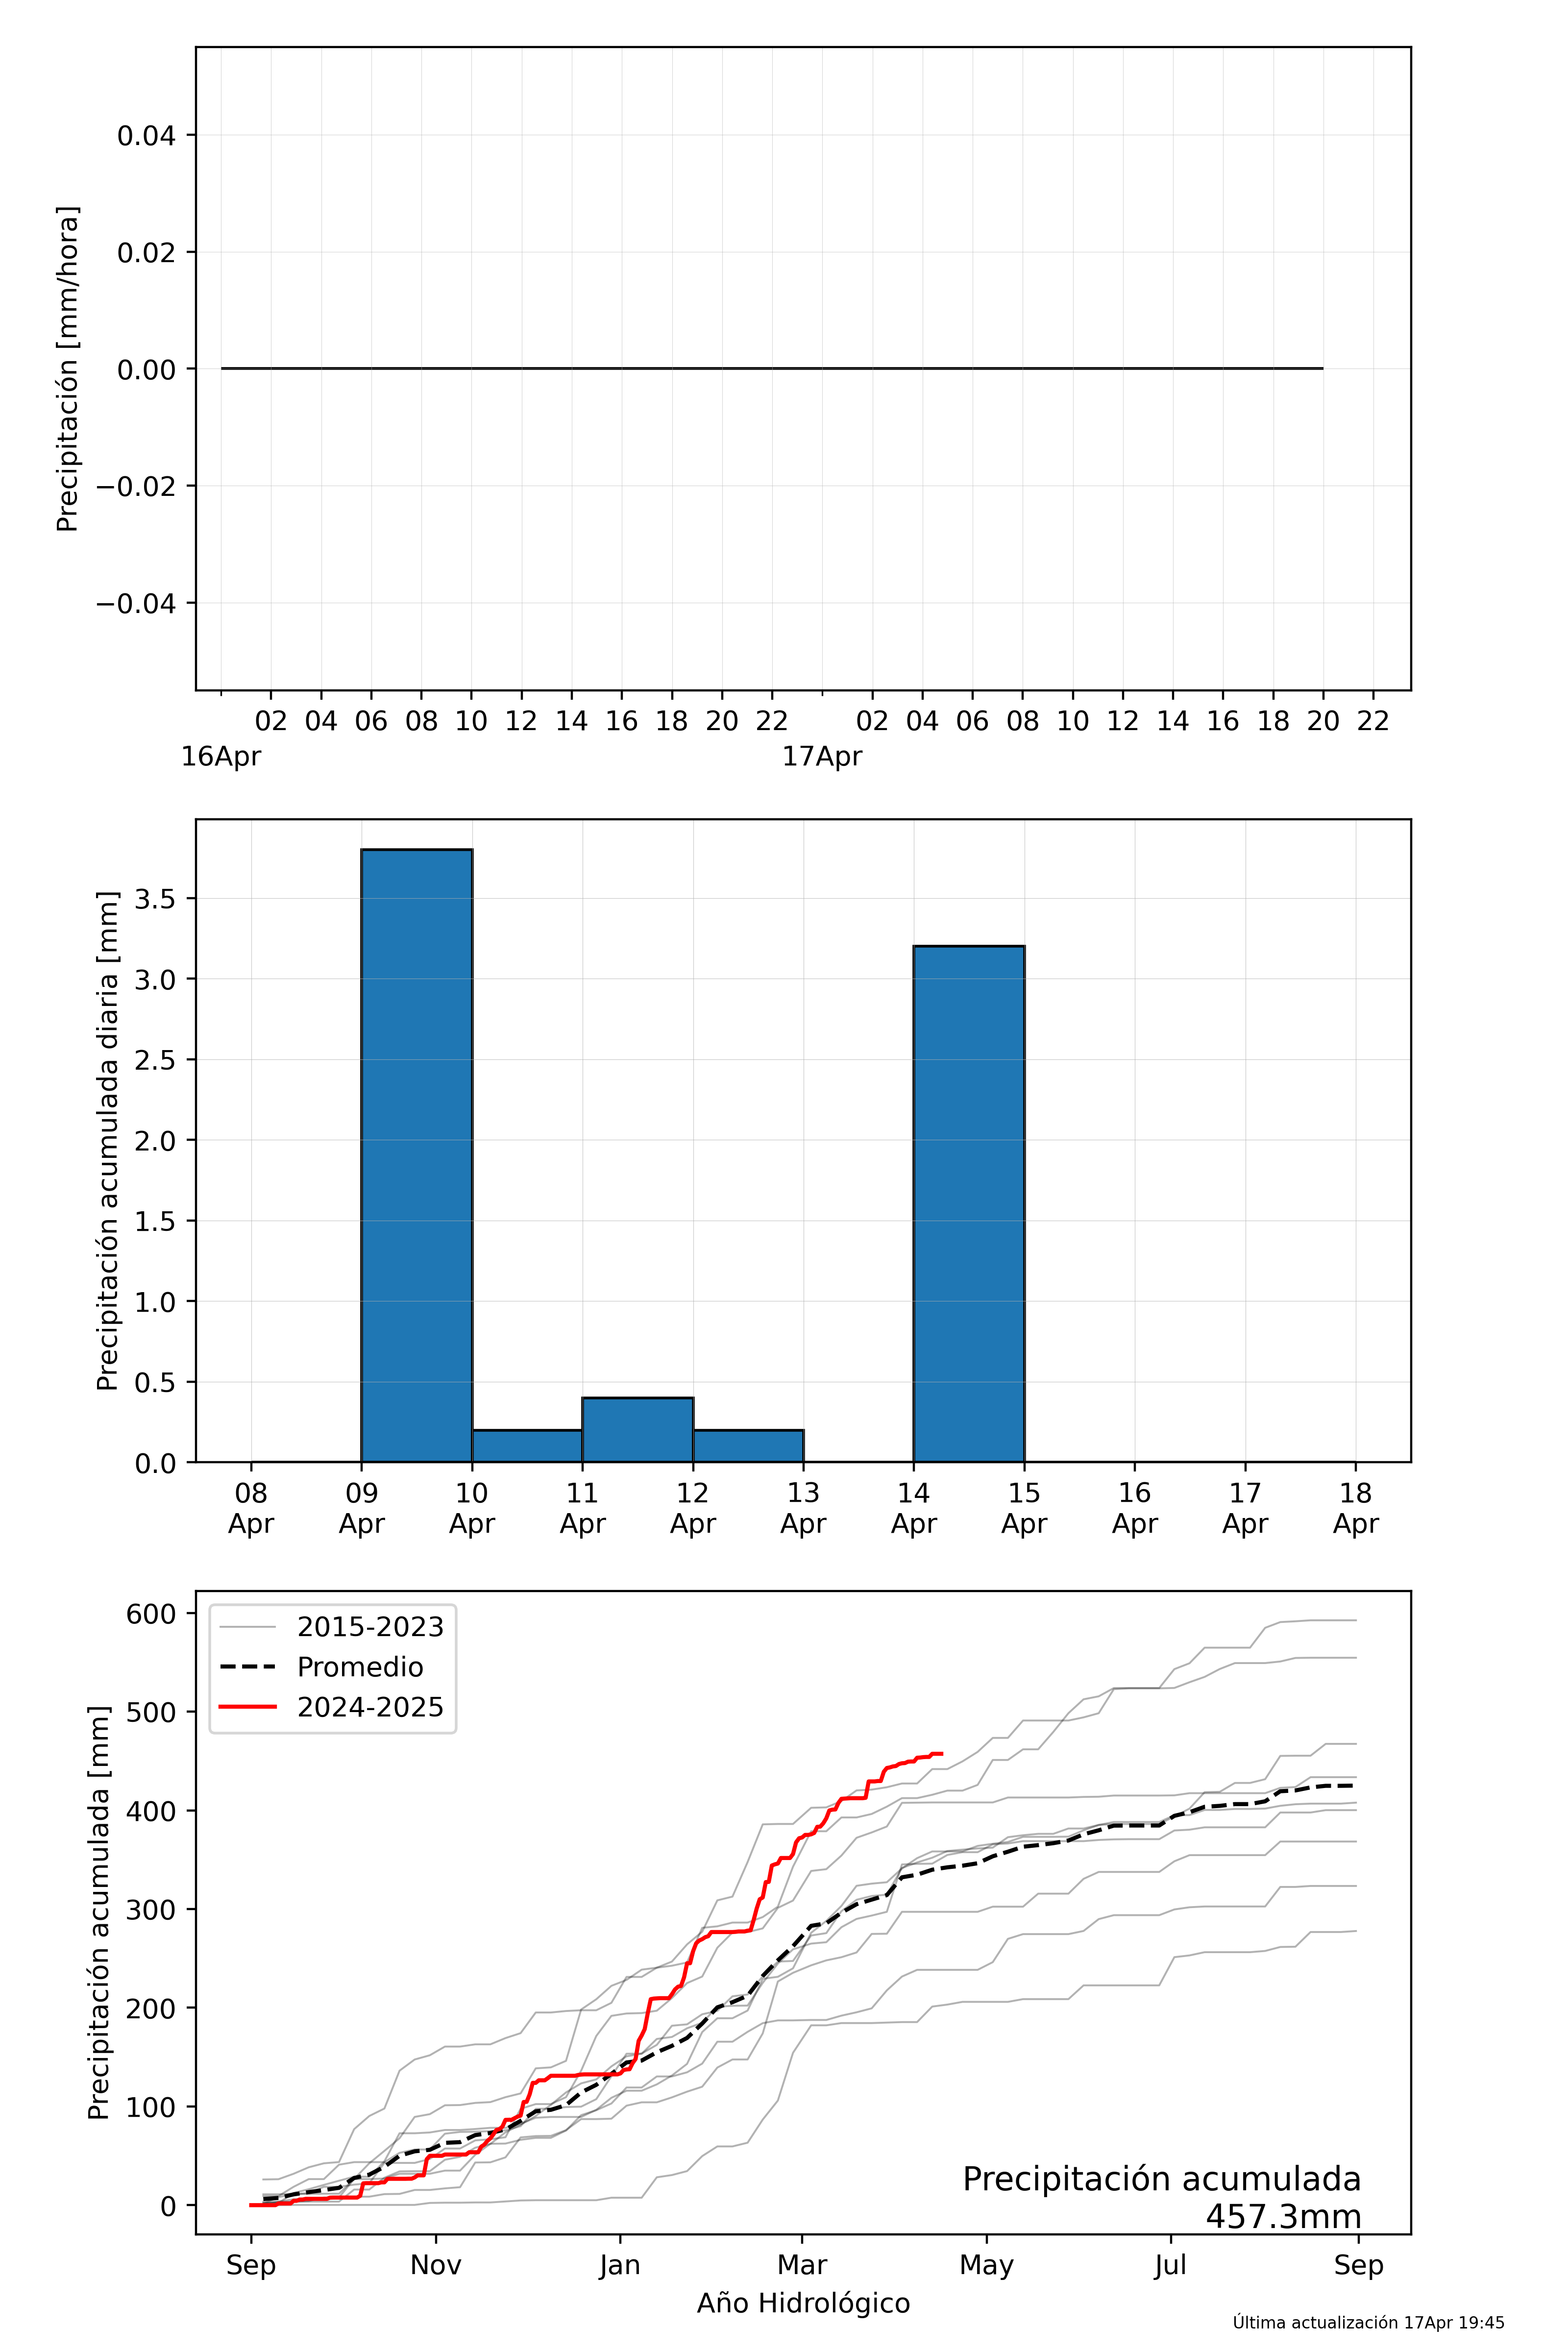 0.04
0.02
0.00
−0.02
−0.04
Precipitación [mm/hora]
02 04 06 08 10 12 14 16 18 20 22 02 04 06 08 10 12 14 16 18 20 22
16Apr 17Apr
3.5
3.0
2.5
2.0
1.5
1.0
0.5
0.0
Precipitación acumulada diaria [mm]
08 09 10 11 12 13 14 15 16 17 18
Apr Apr Apr Apr Apr Apr Apr Apr Apr Apr Apr
600
500
400
300
200
100
0
Precipitación acumulada [mm]
2015-2023
Promedio
2024-2025
Precipitación acumulada
457.3mm
Sep Nov Jan Mar May Jul Sep
Año Hidrológico
Última actualización 17Apr 19:45